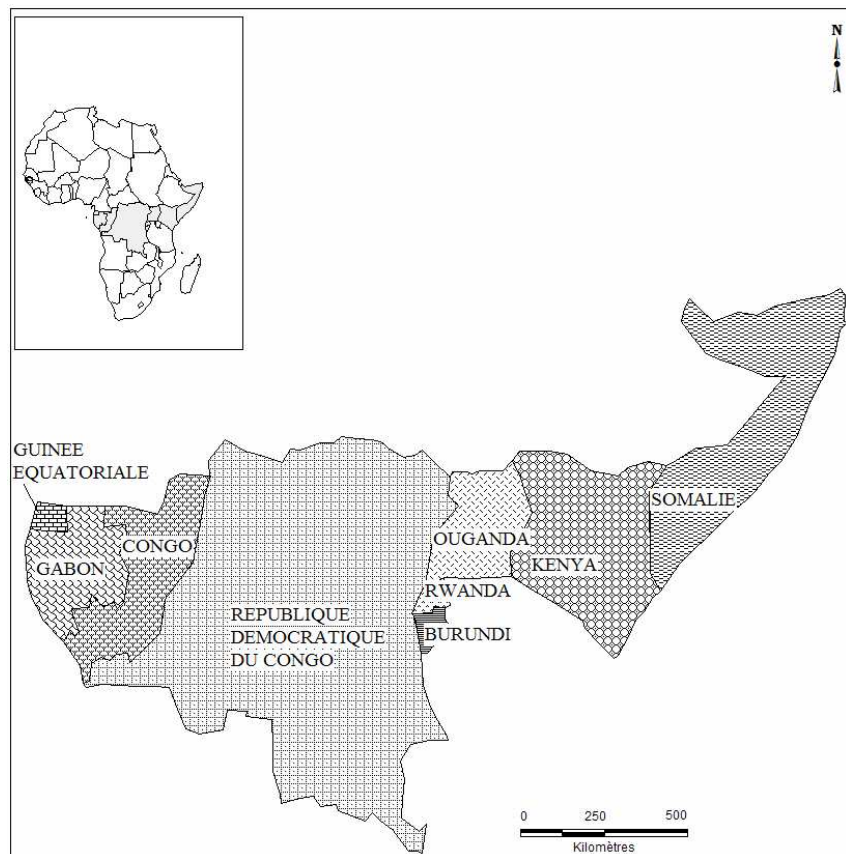 N
GUINEE
EQUATORIALE
SOMALIE
CONGO
OUGANDA
GABON
KENYA
RWANDA
REPUBLIQUE
DEMOCRATIQUE
DU CONGO
BURUNDI
0 250 500
Kilomètres